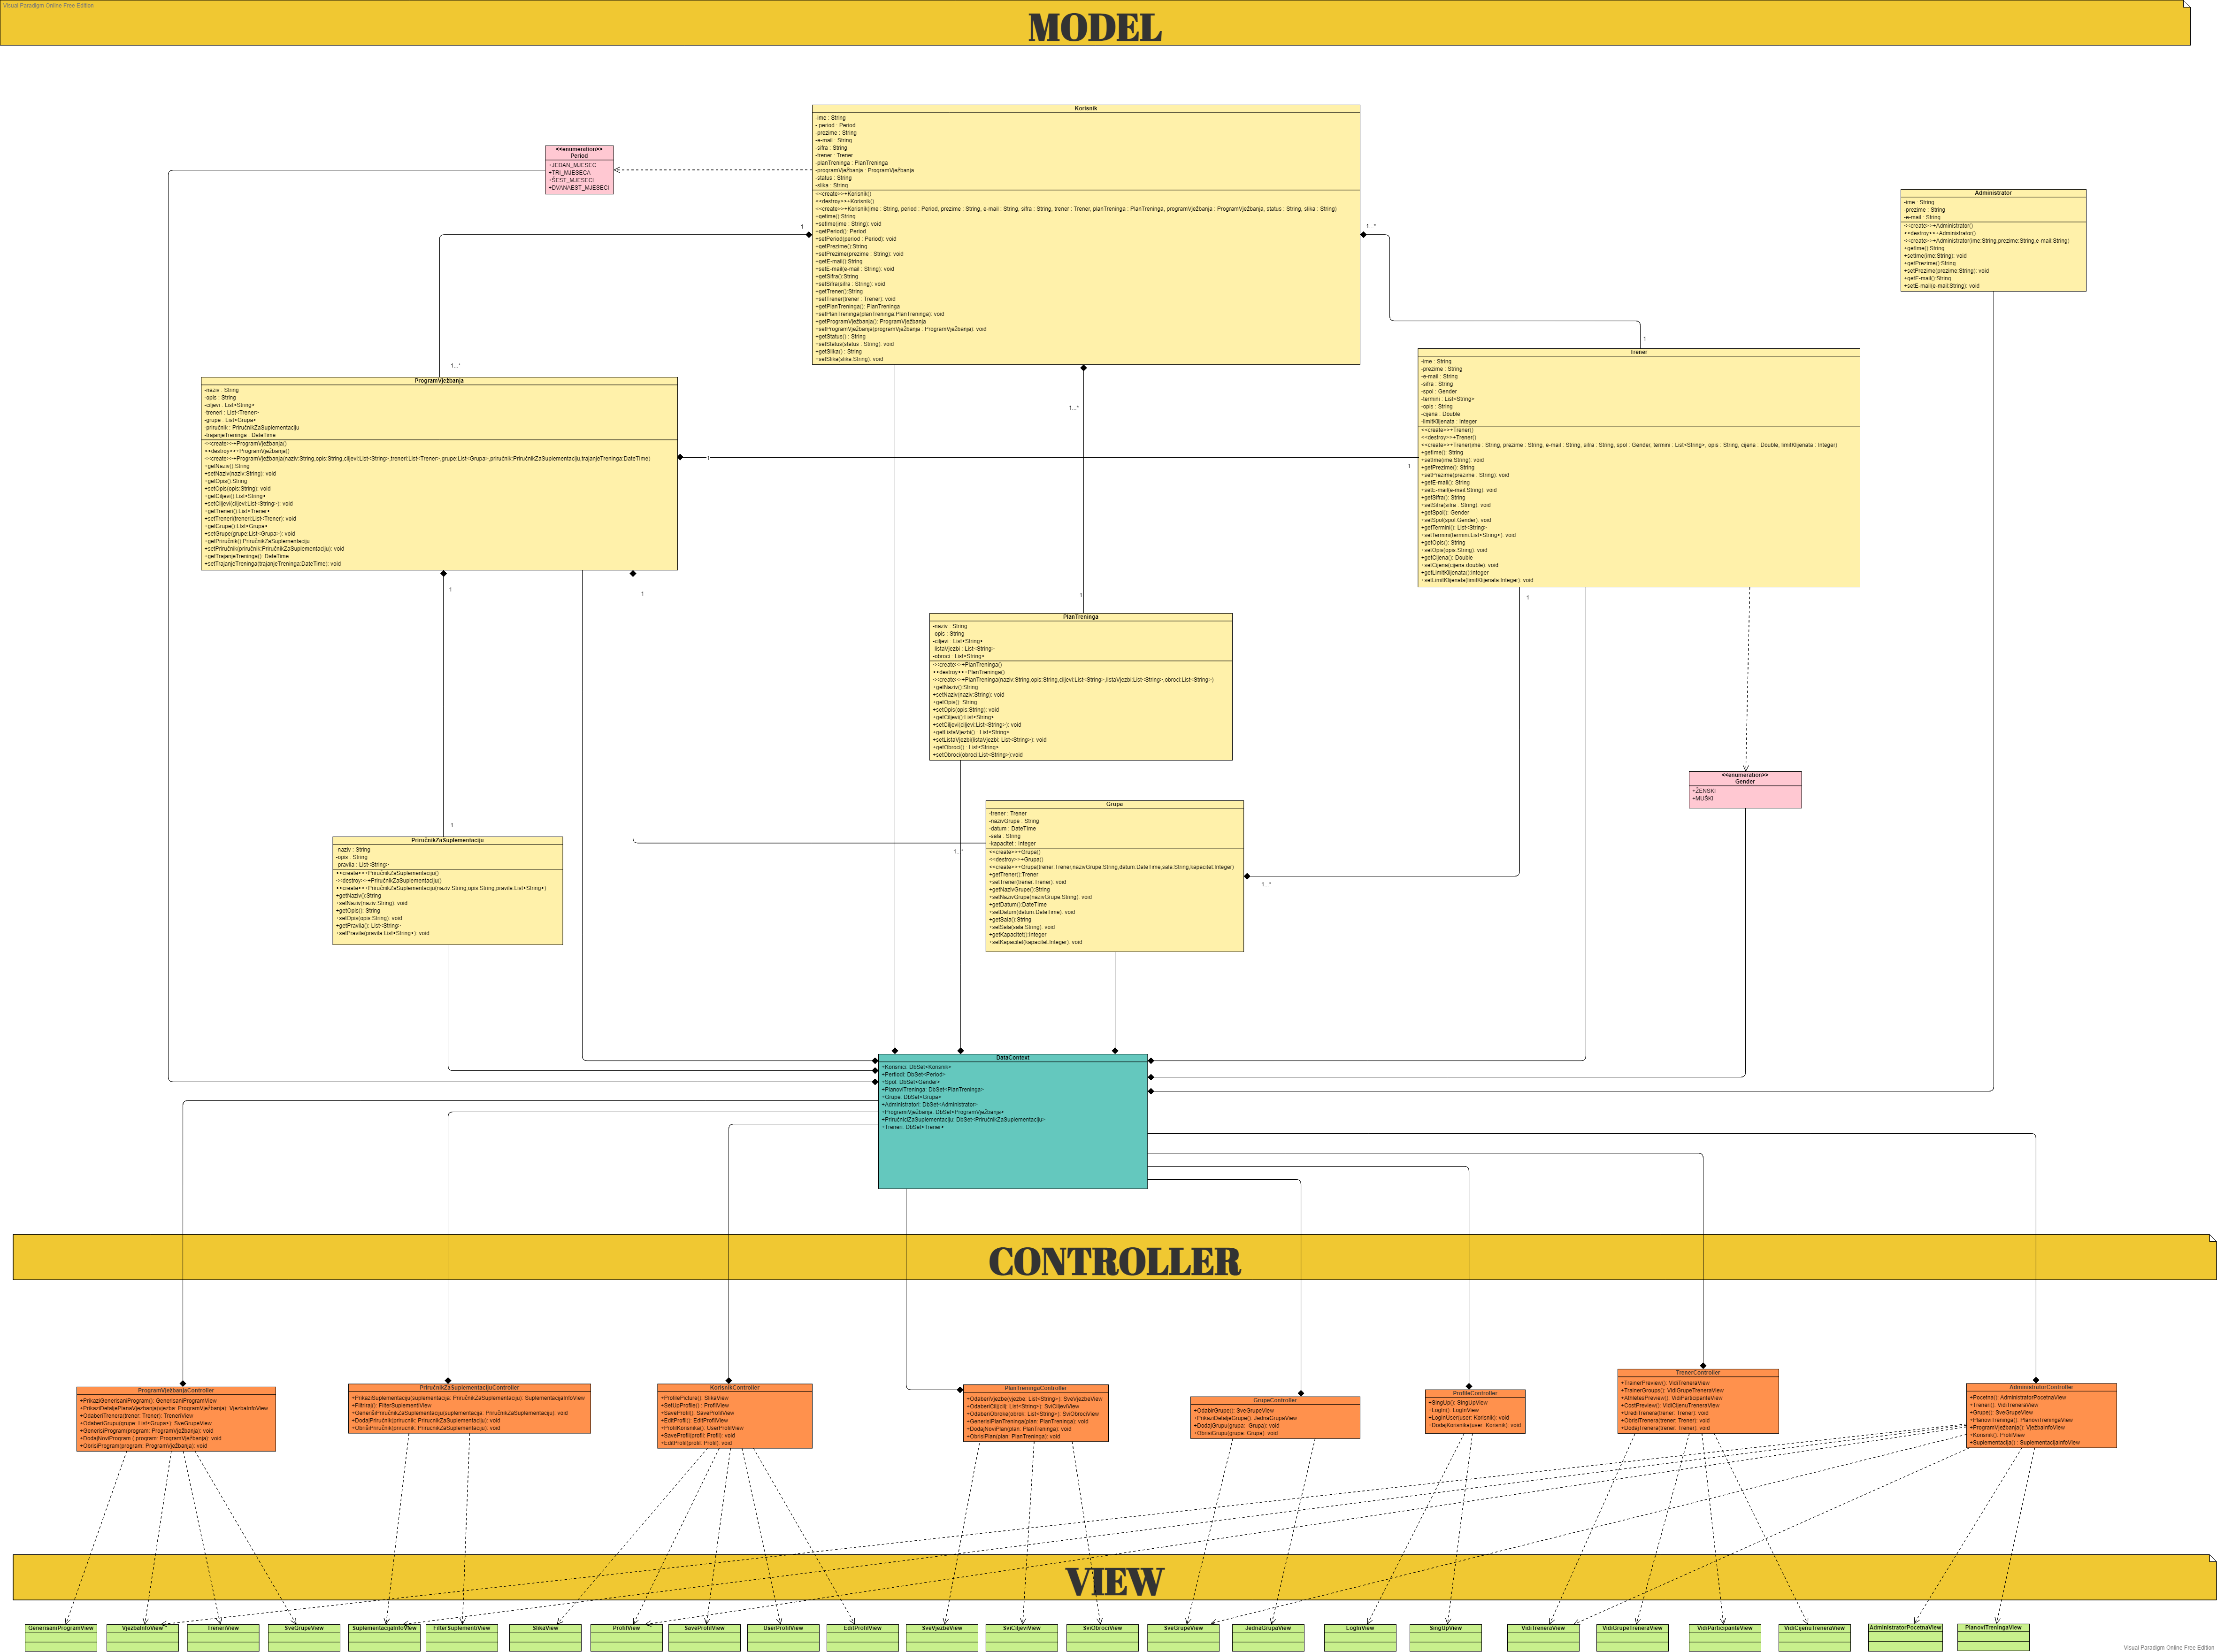 Visual Paradigm Online Free Edition
MODEL
Korisnik
-ime : String
- period : Period
-prezime : String
-e-mail : String
-sifra : String
-trener : Trener
-planTreninga : PlanTreninga
-programVježbanja : ProgramVježbanja
-status : String
-slika : String
<<create>>+Korisnik()
<<destroy>>+Korisnik()
<<create>>+Korisnik(ime : String, period : Period, prezime : String, e-mail : String, sifra : String, trener : Trener, planTreninga : PlanTreninga, programVježbanja : ProgramVježbanja, status : String, slika : String)
+getime():String
+setime(ime : String): void
+getPeriod(): Period
+setPeriod(period : Period): void
+getPrezime():String
+setPrezime(prezime : String): void
+getE-mail():String
+setE-mail(e-mail : String): void
+getSifra():String
+setSifra(sifra : String): void
+getTrener():String
+setTrener(trener : Trener): void
+getPlanTreninga(): PlanTreninga
+setPlanTreninga(planTreninga:PlanTreninga): void
+getProgramVježbanja(): ProgramVježbanja
+setProgramVježbanja(programVježbanja : ProgramVježbanja): void
+getStatus() : String
+setStatus(status : String): void
+getSlika() : String
+setSlika(slika:String): void
<<enumeration>>
Period
+JEDAN_MJESEC
+TRI_MJESECA
+ŠEST_MJESECI
+DVANAEST_MJESECI
Administrator
-ime : String
-prezime : String
-e-mail : String
<<create>>+Administrator()
<<destroy>>+Administrator()
<<create>>+Administrator(ime:String,prezime:String,e-mail:String)
+getime():String
+setime(ime:String): void
+getPrezime():String
+setPrezime(prezime:String): void
+getE-mail():String
+setE-mail(e-mail:String): void
1
1...*
1
1...*
Trener
-ime : String
-prezime : String
-e-mail : String
-sifra : String
-spol : Gender
-termini : List<String>
-opis : String
-cijena : Double
-limitKlijenata : Integer
<<create>>+Trener()
<<destroy>>+Trener()
<<create>>+Trener(ime : String, prezime : String, e-mail : String, sifra : String, spol : Gender, termini : List<String>, opis : String, cijena : Double, limitKlijenata : Integer)
+getime(): String
+setime(ime:String): void
+getPrezime(): String
+setPrezime(prezime : String): void
+getE-mail(): String
+setE-mail(e-mail:String): void
+getSifra(): String
+setSifra(sifra : String): void
+getSpol(): Gender
+setSpol(spol:Gender): void
+getTermini(): List<String>
+setTermini(termini:List<String>): void
+getOpis(): String
+setOpis(opis:String): void
+getCijena(): Double
+setCijena(cijena:double): void
+getLimitKlijenata():Integer
+setLimitKlijenata(limitKlijenata:Integer): void
ProgramVježbanja
-naziv : String
-opis : String
-ciljevi : List<String>
-treneri : List<Trener>
-grupe : List<Grupa>
-priručnik : PriručnikZaSuplementaciju
-trajanjeTreninga : DateTime
<<create>>+ProgramVježbanja()
<<destroy>>+ProgramVježbanja()
<<create>>+ProgramVježbanja(naziv:String,opis:String,ciljevi:List<String>,treneri:List<Trener>,grupe:List<Grupa>,priručnik:PriručnikZaSuplementaciju,trajanjeTreninga:DateTime)
+getNaziv():String
+setNaziv(naziv:String): void
+getOpis():String
+setOpis(opis:String): void
+getCiljevi():List<String>
+setCiljevi(ciljevi:List<String>): void
+getTreneri():List<Trener>
+setTreneri(treneri:List<Trener): void
+getGrupe():List<Grupa>
+setGrupe(grupe:List<Grupa>): void
+getPriručnik():PriručnikZaSuplementaciju
+setPriručnik(priručnik:PriručnikZaSuplementaciju): void
+getTrajanjeTreninga(): DateTime
+setTrajanjeTreninga(trajanjeTreninga:DateTime): void
1...*
1
1
1
1
1
1
PlanTreninga
-naziv : String
-opis : String
-ciljevi : List<String>
-listaVjezbi : List<String>
-obroci : List<String>
<<create>>+PlanTreninga()
<<destroy>>+PlanTreninga()
<<create>>+PlanTreninga(naziv:String,opis:String,ciljevi:List<String>,listaVjezbi:List<String>,obroci:List<String>)
+getNaziv():String
+setNaziv(naziv:String): void
+getOpis(): String
+setOpis(opis:String): void
+getCiljevi():List<String>
+setCiljevi(ciljevi:List<String>): void
+getListaVjezbi() : List<String>
+setListaVjezbi(listaVjezbi: List<String>): void
+getObroci() : List<String>
+setObroci(obroci:List<String>):void
<<enumeration>>
Gender
+ŽENSKI
+MUŠKI
Grupa
-trener : Trener
-nazivGrupe : String
-datum : DateTime
-sala : String
-kapacitet : Integer
<<create>>+Grupa()
<<destroy>>+Grupa()
<<create>>+Grupa(trener:Trener,nazivGrupe:String,datum:DateTime,sala:String,kapacitet:Integer)
+getTrener():Trener
+setTrener(trener:Trener): void
+getNazivGrupe():String
+setNazivGrupe(nazivGrupe:String): void
+getDatum():DateTime
+setDatum(datum:DateTime): void
+getSala():String
+setSala(sala:String): void
+getKapacitet():Integer
+setKapacitet(kapacitet:Integer): void
1
1...*
1...*
PriručnikZaSuplementaciju
-naziv : String
-opis : String
-pravila : List<String>
<<create>>+PriručnikZaSuplementaciju()
<<destroy>>+PriručnikZaSuplementaciju()
<<create>>+PriručnikZaSuplementaciju(naziv:String,opis:String,pravila:List<String>)
+getNaziv():String
+setNaziv(naziv:String): void
+getOpis(): String
+setOpis(opis:String): void
+getPravila(): List<String>
+setPravila(pravila:List<String>): void
DataContext
+Korisnici: DbSet<Korisnik>
+Pertiodi: DbSet<Period>
+Spol: DbSet<Gender>
+PlanoviTreninga: DbSet<PlanTreninga>
+Grupe: DbSet<Grupa>
+Administratori: DbSet<Administrator>
+ProgramVježbanja: DbSet<ProgramVježbanja>
+PriručniciZaSuplementaciju: DbSet<PriručnikZaSuplementaciju>
+Treneri: DbSet<Trener>
CONTROLLER
ProgramVježbanjaController
+PrikaziGenerisaniProgram(): GenerisaniProgramView
+PrikaziDetaljePlanaVjezbanja(vjezba: ProgramVježbanja): VjezbaInfoView
+OdaberiTrenera(trener: Trener): TreneriView
+OdaberiGrupu(grupe: List<Grupa>): SveGrupeView
+GenerisiProgram(program: ProgramVježbanja): void
+DodajNoviProgram ( program: ProgramVježbanja): void
+ObrisiProgram(program: ProgramVježbanja): void
PriručnikZaSuplementacijuController
+PrikaziSuplementaciju(suplementacija: PriručnikZaSuplementaciju): SuplementacijaInfoView
+Filtriraj(): FilterSuplementiView
+GenerišiPriručnikZaSuplementaciju(suplementacija: PriručnikZaSuplementaciju): void
+DodajPriručnik(prirucnik: PrirucnikZaSuplementaciju): void
+ObrišiPriručnik(prirucnik: PrirucnikZaSuplementaciju): void
KorisnikController
+ProfilePicture(): SlikaView
+SetUpProfile() : ProfilView
+SaveProfil(): SaveProfilView
+EditProfil(): EditProfilView
+ProfilKorisnika(): UserProfilView
+SaveProfil(profil: Profil): void
+EditProfil(profil: Profil): void
PlanTreningaController
+OdaberiVjezbe(vjezbe: List<String>): SveVjezbeView
+OdaberiCilj(cilj: List<String>): SviCiljeviView
+OdaberiObroke(obrok: List<String>): SviObrociView
+GenerisiPlanTreninga(plan: PlanTreninga): void
+DodajNoviPlan(plan: PlanTreninga): void
+ObrisiPlan(plan: PlanTreninga): void
GrupeController
+OdabirGrupe(): SveGrupeView
+PrikaziDetaljeGrupe(): JednaGrupaView
+DodajGrupu(grupa: Grupa): void
+ObrisiGrupu(grupa: Grupa): void
ProfileController
+SingUp(): SingUpView
+LogIn(): LogInView
+LogInUser(user: Korisnik): void
+DodajKorisnika(user: Korisnik): void
TrenerController
+TrainerPreview(): VidiTreneraView
+TrainerGroups(): VidiGrupeTreneraView
+AthletesPreview(): VidiParticipanteView
+CostPreview(): VidiCijenuTreneraView
+UrediTrenera(trener: Trener): void
+ObrisiTrenera(trener: Trener): void
+DodajTrenera(trener: Trener): void
AdministratorController
+Pocetna(): AdministratorPocetnaView
+Treneri(): VidiTreneraView
+Grupe(): SveGrupeView
+PlanoviTreninga(): PlanoviTreningaView
+ProgramVježbanja(): VježbaInfoView
+Korisnik(): ProfilView
+Suplementacija() : SuplementacijaInfoView
VIEW
GenerisaniProgramView
VjezbaInfoView
TreneriView
SveGrupeView
SuplementacijaInfoView
FilterSuplementiView
SlikaView
ProfilView
SaveProfilView
UserProfilView
EditProfilView
SveVjezbeView
SviCiljeviView
SviObrociView
SveGrupeView
JednaGrupaView
LogInView
SingUpView
VidiTreneraView
VidiGrupeTreneraView
VidiParticipanteView
VidiCijenuTreneraView
AdministratorPocetnaView
PlanoviTreningaView
Visual Paradigm Online Free Edition